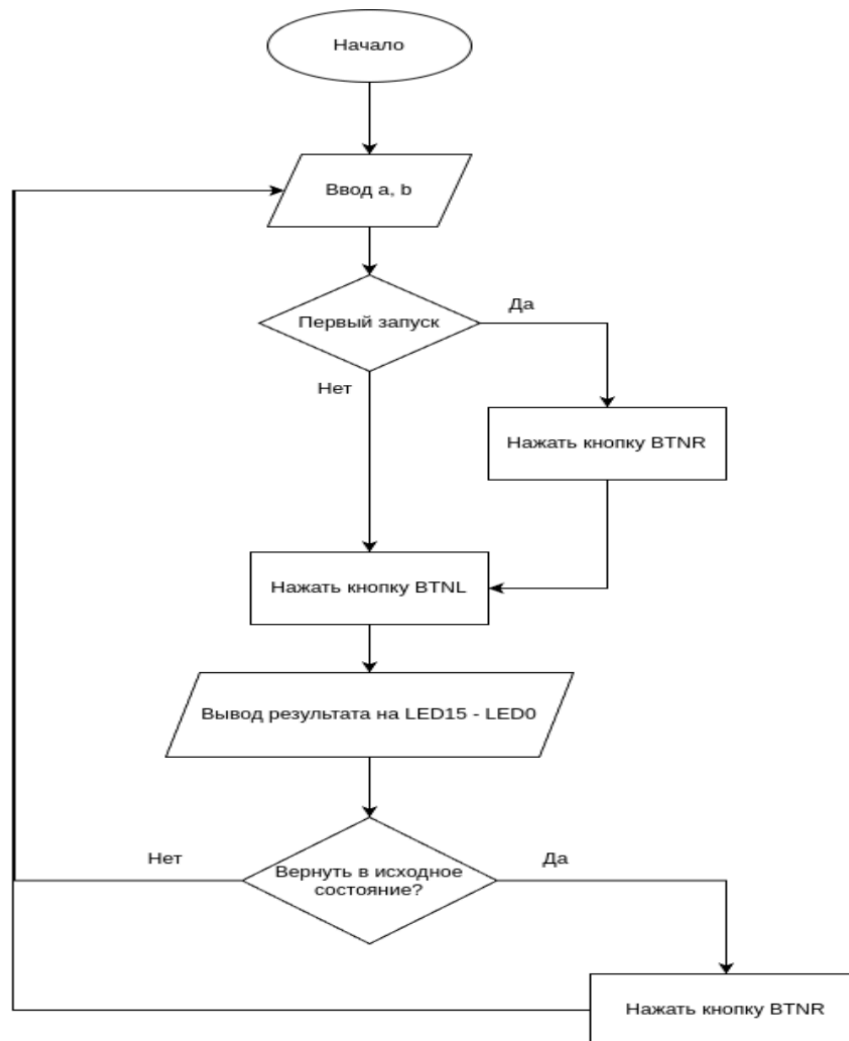 Начало
Ввод a, b
Первый запуск
Да
Нет
Нажать кнопку BTNR
Нажать кнопку BTNL
Вывод результата на LED15 - LED0
Нет
Вернуть в исходное
состояние?
Да
Нажать кнопку BTNR